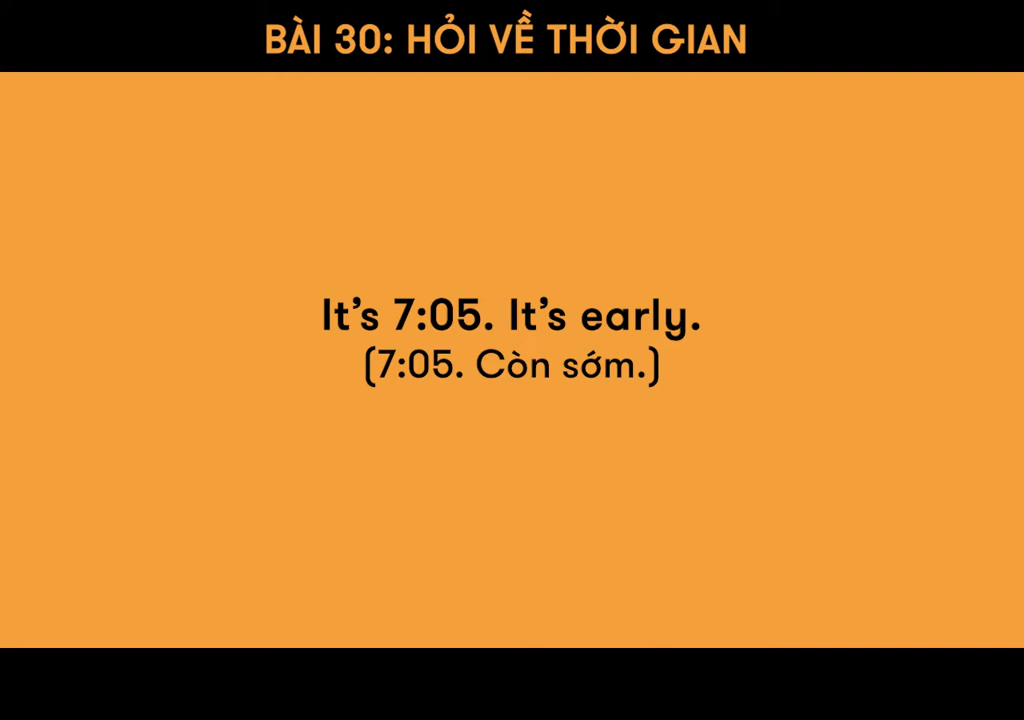 BÀI 30: HỎI VỀ THỜI GIAN
It’s 7:05. It’s early.
(7:05. Còn sớm.)